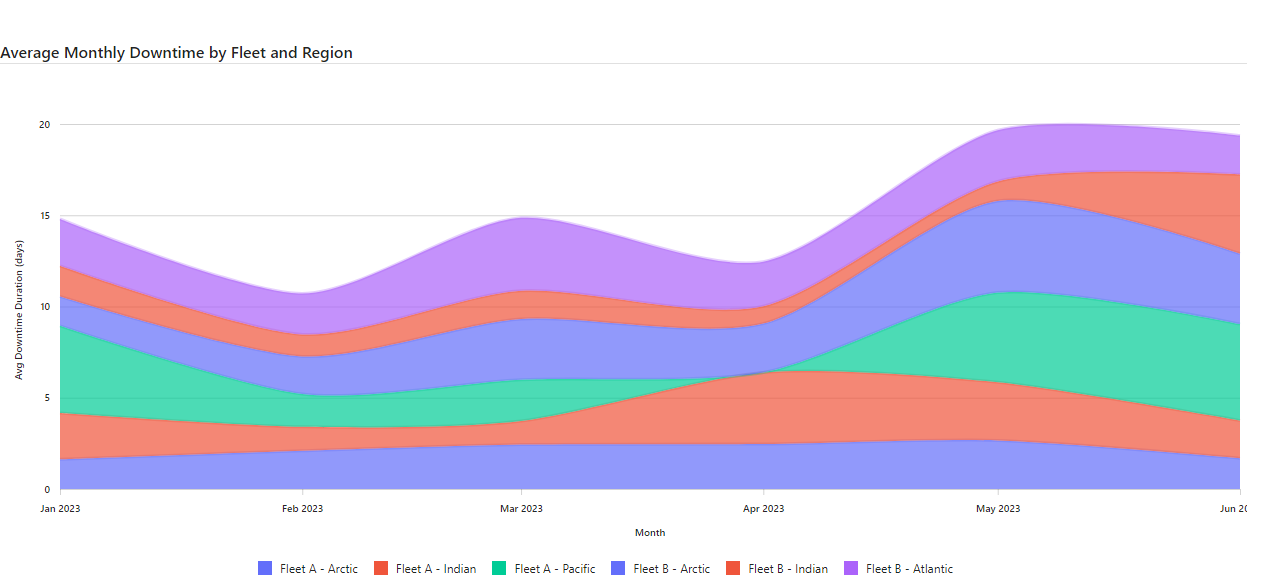 Average Monthly Downtime by Fleet and Region
20
15
10
5
0
Avg Downtime Duration (days)
Jan 2023 Feb 2023 Mar 2023 Apr 2023 May 2023 Jun 20
Month
Fleet A - Arctic Fleet A - Indian Fleet A - Pacific Fleet B - Arctic Fleet B - Indian Fleet B - Atlantic